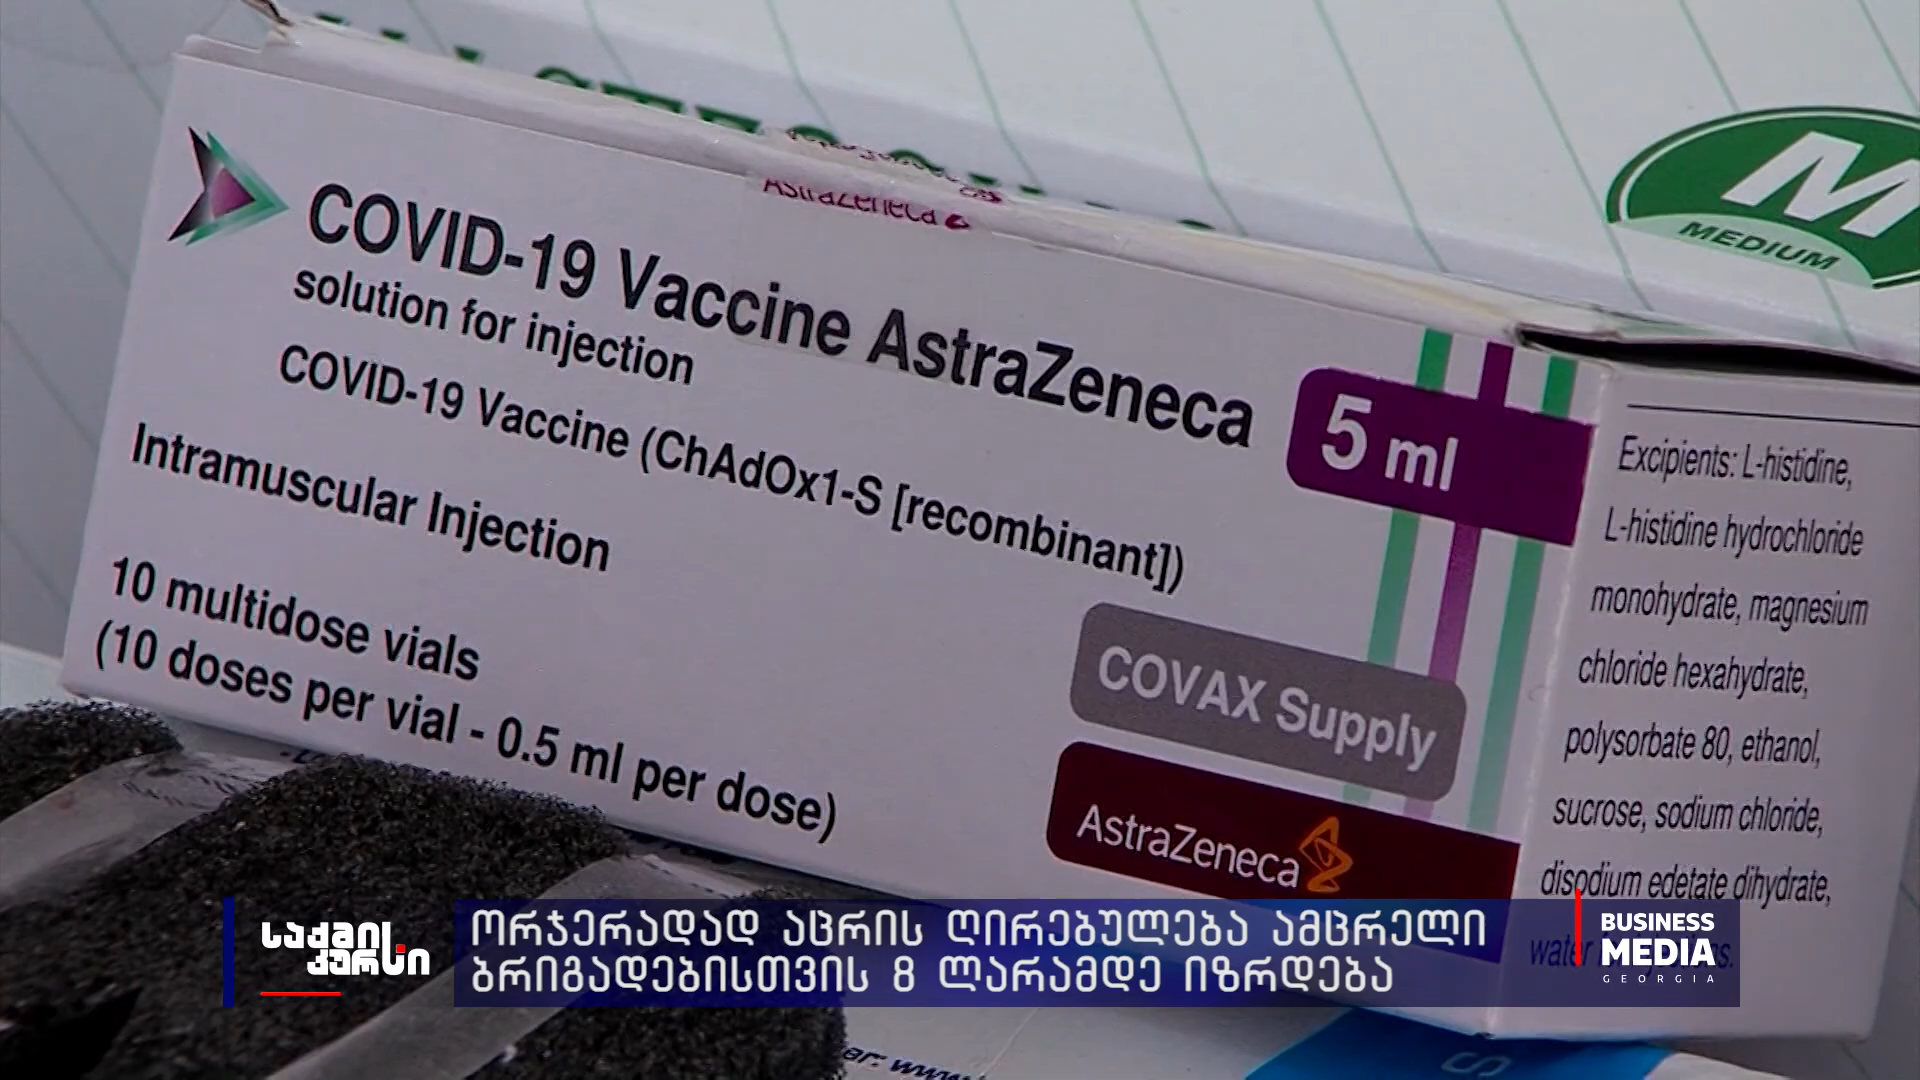 M
MEDIUM
AstraZeneca
COVID-19 Vaccine AstraZeneca
solution for injection
COVID-19 Vaccine (ChAdOx1-S [recombinant])
Intramuscular Injection
10 multidose vials
(10 doses per vial - 0.5 ml per dose)
5 ml
COVAX Supply
AstraZeneca
Excipients: L-histidine,
L-histidine hydrochloride
monohydrate, magnesium
chloride hexahydrate,
polysorbate 80, ethanol,
sucrose, sodium chloride,
disodium edetate dihydrate,
water
საქმის
კურსი
ორჯერადად აცრის ღირებულება ამცრელი
ბრიგადებისთვის 8 ლარამდე იზრდება
BUSINESS
MEDIA
GEORGIA